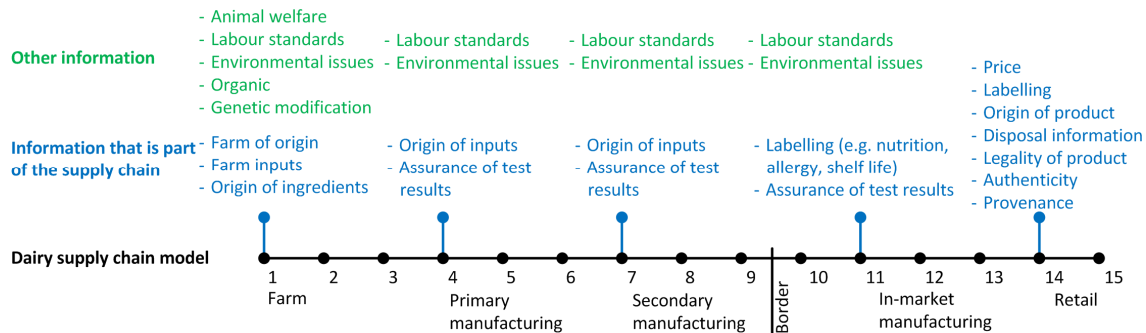 Other information
- Animal welfare
- Labour standards
- Environmental issues
- Organic
- Genetic modification
- Labour standards
- Environmental issues
- Labour standards
- Environmental issues
- Labour standards
- Environmental issues
Information that is part
of the supply chain
- Farm of origin
- Farm inputs
- Origin of ingredients
- Origin of inputs
- Assurance of test
results
- Origin of inputs
- Assurance of test
results
- Labelling (e.g. nutrition,
allergy, shelf life)
- Assurance of test results
- Price
- Labelling
- Origin of product
- Disposal information
- Legality of product
- Authenticity
- Provenance
Dairy supply chain model
1 2 3 4 5 6 7 8 9 10 11 12 13 14 15
Farm
Primary
manufacturing
Secondary
manufacturing
Border
In-market
manufacturing
Retail